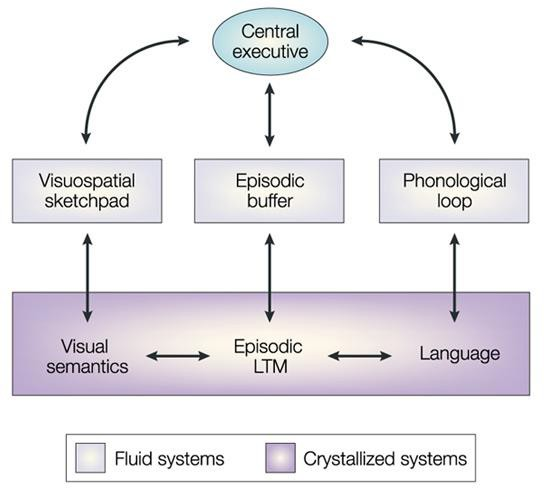 Central
executive
Visuospatial
sketchpad
Episodic
buffer
Phonological
loop
Visual
semantics
Episodic
LTM
Language
Fluid systems
Crystallized systems